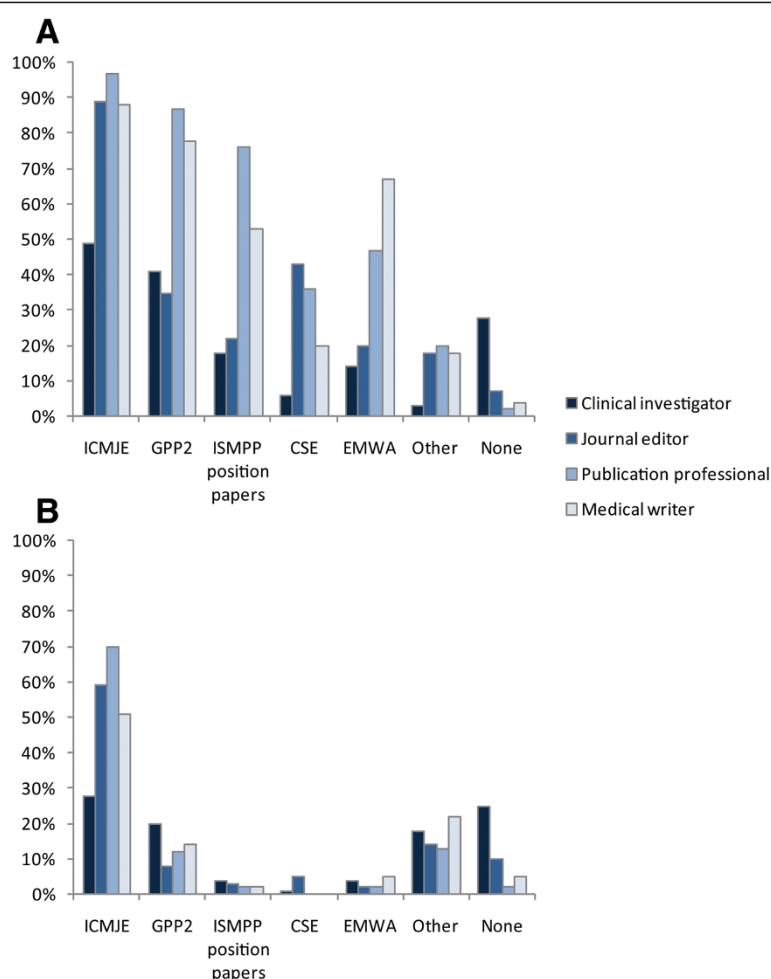 A
100%
90%
80%
70%
60%
50%
40%
30%
20%
10%
0%
ICMJE GPP2 ISMPP CSE EMWA Other None
position
papers
Clinical investigator
Journal editor
Publication professional
Medical writer
B
100%
90%
80%
70%
60%
50%
40%
30%
20%
10%
0%
ICMJE GPP2 ISMPP CSE EMWA Other None
position
papers